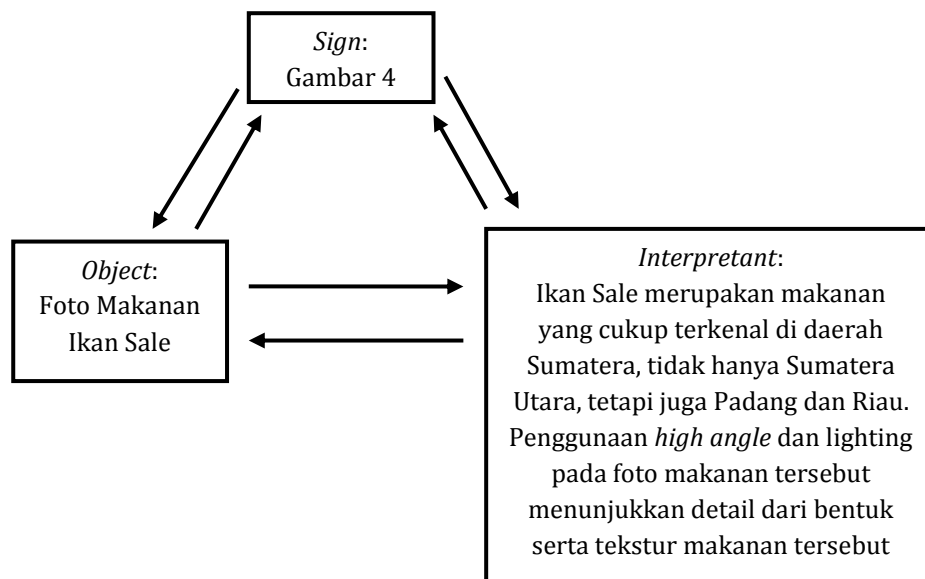 Sign:
Gambar 4
Object:
Foto Makanan
Ikan Sale
Interpretant:
Ikan Sale merupakan makanan
yang cukup terkenal di daerah
Sumatera, tidak hanya Sumatera
Utara, tetapi juga Padang dan Riau.
Penggunaan high angle dan lighting
pada foto makanan tersebut
menunjukkan detail dari bentuk
serta tekstur makanan tersebut